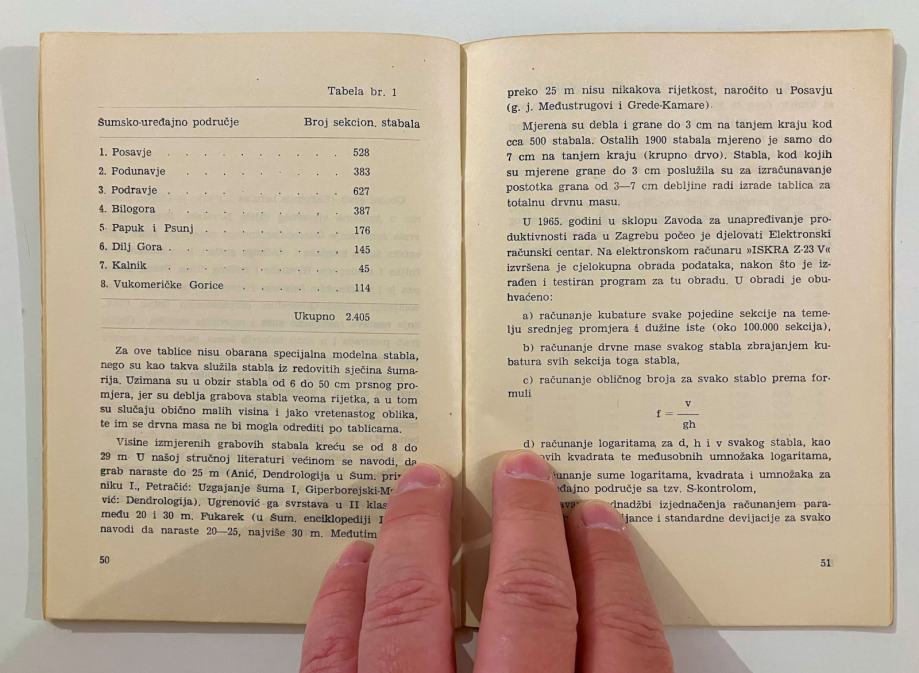 Tabela br. 1
Šumsko-uređajno područje Broj sekcion. stabala
1. Posavje . . . . . . . . . . 528
2. Podunavje . . . . . . . . . 383
3. Podravje . . . . . . . . . . 627
4. Bilogora . . . . . . . . . . 387
5 Papuk i Psunj . . . . . . . . 176
6. Dilj Gora . . . . . . . . . . 145
7. Kalnik . . . . . . . . . . 45
8. Vukomeričke Gorice . . . . . . 114
Ukupno 2.405
Za ove tablice nisu obarana specijalna modelna stabla,
nego su kao takva služila stabla iz redovitih sječina šuma-
rija. Uzimana su u obzir stabla od 6 do 50 cm prsnog pro-
mjera, jer su deblja grabova stabla veoma rijetka, a u tom
su slučaju obično malih visina i jako vretenastog oblika,
te im se drvna masa ne bi mogla odrediti po tablicama.
Visine izmjerenih grabovih stabala kreću se od 8 do
29 m U našoj stručnoj literaturi većinom se navodi, da
grab naraste do 25 m (Anić, Dendrologija u Šum.
niku I., Petračić: Uzgajanje šuma I, Giperborejski-
vić: Dendrologija). Ugrenović ga svrstava u II
među 20 i 30 m. Fukarek (u Šum. enciklopediji
navodi da naraste 20—25, najviše 30 m. Međutim
50
preko 25 m nisu nikakova rijetkost, naročito u Posavju
(g. j. Međustrugovi i Grede-Kamare).
Mjerena su debla i grane do 3 cm na tanjem kraju kod
cca 500 stabala. Ostalih 1900 stabala mjereno je samo do
7 cm na tanjem kraju (krupno drvo). Stabla, kod kojih
su mjerene grane do 3 cm poslužila su za izračunavanje
postotka grana od 3—7 cm debljine radi izrade tablica za
totalnu drvnu masu.
U 1965. godini u sklopu Zavoda za unapređivanje pro-
duktivnosti rada u Zagrebu počeo je djelovati Elektronski
računski centar. Na elektronskom računaru »ISKRA Z-23 V«
izvršena je cjelokupna obrada podataka, nakon što je iz-
rađen i testiran program za tu obradu. U obradi je obu-
hvaćeno:
a) računanje kubature svake pojedine sekcije na teme-
lju srednjeg promjera i dužine iste (oko 100.000 sekcija),
b) računanje drvne mase svakog stabla zbrajanjem ku-
batura svih sekcija toga stabla,
c) računanje obličnog broja za svako stablo prema for-
muli
f = v / gh
d) računanje logaritama za d, h i v svakog stabla, kao
kvadrata te međusobnih umnožaka logaritama,
sume logaritama, kvadrata i umnožaka za
područje sa tzv. S-kontrolom,
izjednačenja računanjem para-
i standardne devijacije za svako
51